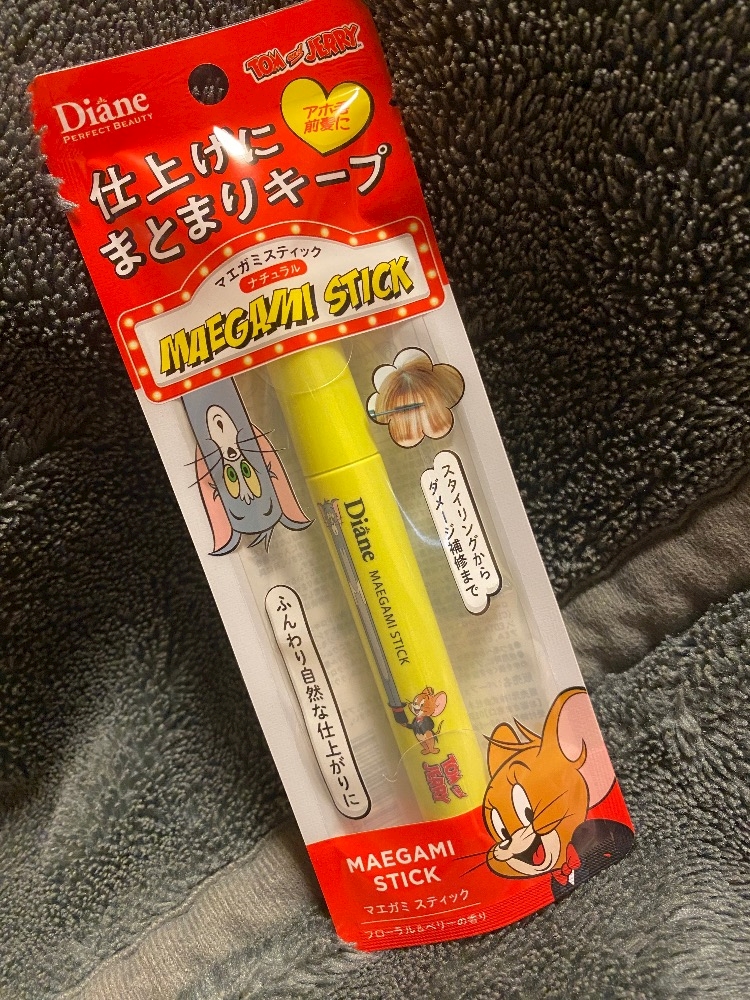 TOM and JERRY
Diane
PERFECT BEAUTY
アホ毛
前髪に
仕上げに
まとまりキープ
マエガミスティック
ナチュラル
MAEGAMI STICK
スタイリングから
ダメージ補修まで
Diane
MAEGAMI STICK
ふんわり自然な仕上がりに
TOM and JERRY
MAEGAMI
STICK
マエガミ スティック
フローラル&ベリーの香り